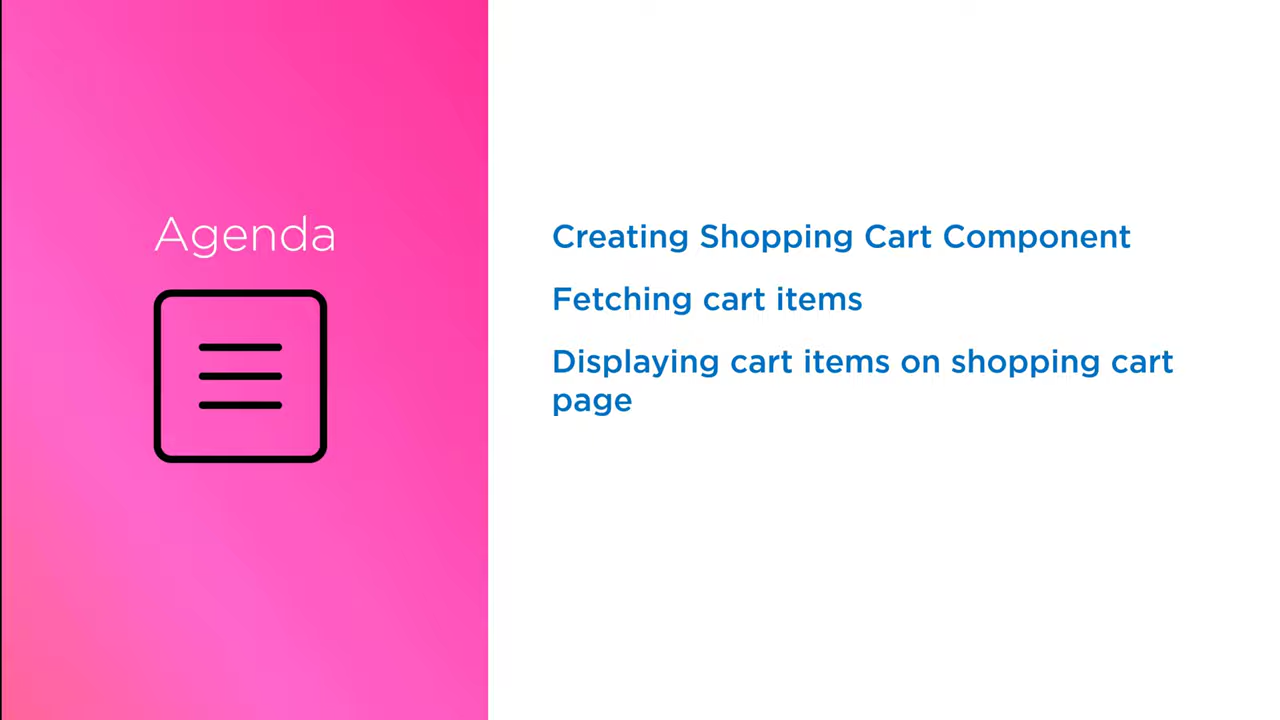 Agenda
Creating Shopping Cart Component
Fetching cart items
Displaying cart items on shopping cart
page